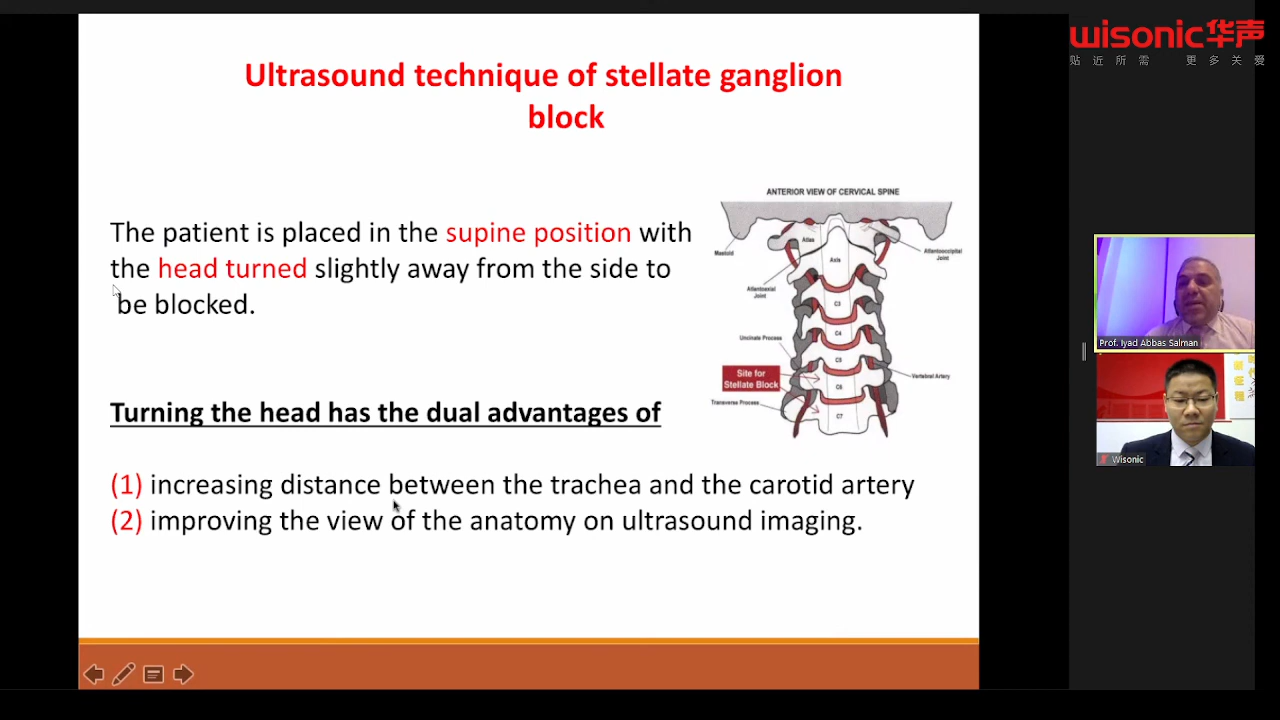 wisonic华声
贴近所需 更多关爱
Ultrasound technique of stellate ganglion
block
The patient is placed in the supine position with
the head turned slightly away from the side to
be blocked.
ANTERIOR VIEW OF CERVICAL SPINE
Mastoid
Atlas
Atlantooccipital
Joint
Axis
Atlantoaxial
Joint
C3
Uncinate Process
C4
C5
Site for
Stellate Block
Vertebral Artery
C6
Transverse Process
C7
Turning the head has the dual advantages of
(1) increasing distance between the trachea and the carotid artery
(2) improving the view of the anatomy on ultrasound imaging.
Prof. Iyad Abbas Salman
Wisonic